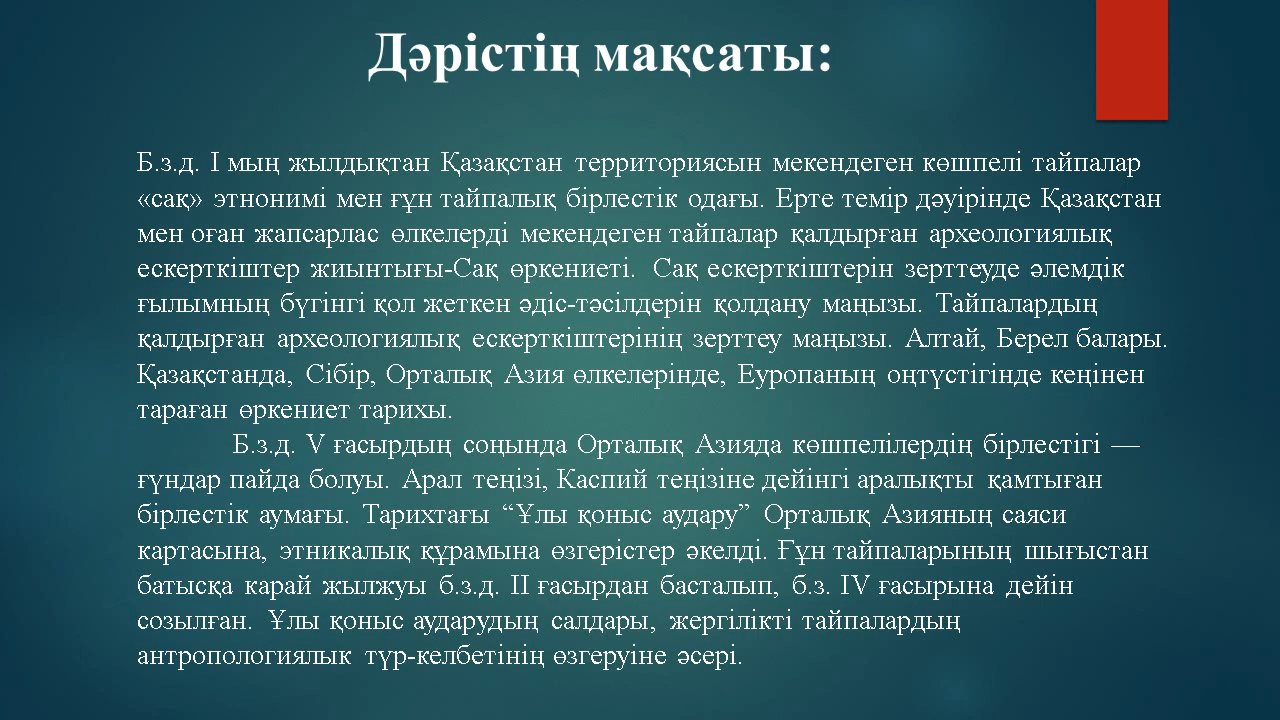 Дәрістің мақсаты:
Б.з.д. I мың жылдықтан Қазақстан территориясын мекендеген көшпелі тайпалар
«сақ» этнонимі мен ғұн тайпалық бірлестік одағы. Ерте темір дәуірінде Қазақстан
мен оған жапсарлас өлкелерді мекендеген тайпалар қалдырған археологиялық
ескерткіштер жиынтығы-Сақ өркениеті. Сақ ескерткіштерін зерттеуде әлемдік
ғылымның бүгінгі қол жеткен әдіс-тәсілдерін қолдану маңызы. Тайпалардың
қалдырған археологиялық ескерткіштерінің зерттеу маңызы. Алтай, Берел балары.
Қазақстанда, Сібір, Орталық Азия өлкелерінде, Еуропаның оңтүстігінде кеңінен
тараған өркениет тарихы.
Б.з.д. V ғасырдың соңында Орталық Азияда көшпелілердің бірлестігі —
ғүндар пайда болуы. Арал теңізі, Каспий теңізіне дейінгі аралықты қамтыған
бірлестік аумағы. Тарихтағы “Ұлы қоныс аудару” Орталық Азияның саяси
картасына, этникалық құрамына өзгерістер әкелді. Ғұн тайпаларының шығыстан
батысқа карай жылжуы б.з.д. II ғасырдан басталып, б.з. IV ғасырына дейін
созылған. Ұлы қоныс аударудың салдары, жергілікті тайпалардың
антропологиялык түр-келбетінің өзгеруіне әсері.